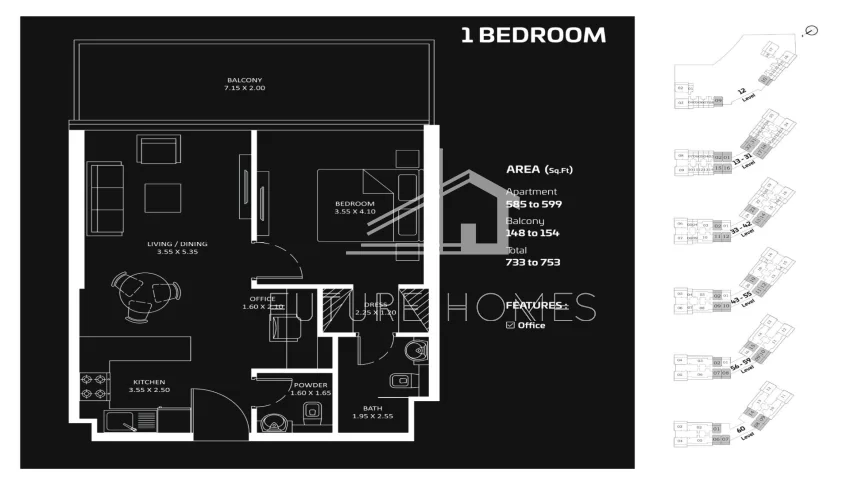 1 BEDROOM
BALCONY
7.15 X 2.00
AREA (Sq.Ft)
Apartment
585 to 599
Balcony
148 to 154
Total
733 to 753
FEATURES :
Office
BEDROOM
3.55 X 4.10
LIVING / DINING
3.55 X 5.35
OFFICE
1.60 X 2.10
DRESS
2.25 X 1.20
FUTURE HOMES
KITCHEN
3.55 X 2.50
POWDER
1.60 X 1.65
BATH
1.95 X 2.55
12
Level
13 - 31
Level
33 - 42
Level
43 - 55
Level
56 - 59
Level
60
Level